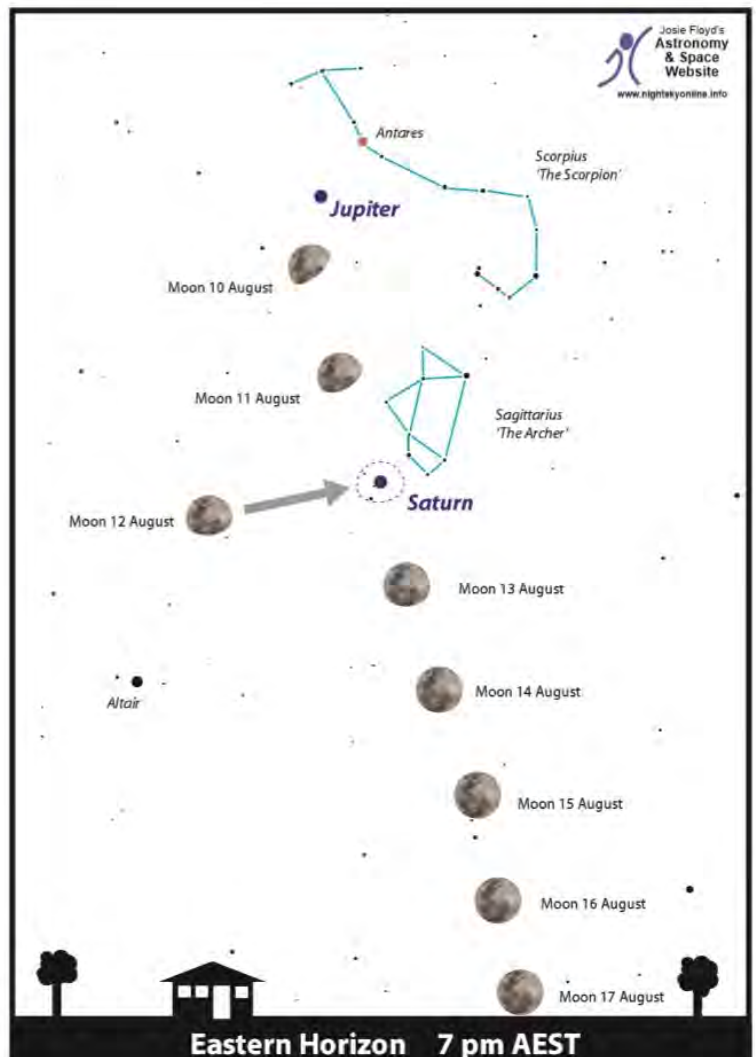 Josie Floyd's
Astronomy
& Space
Website
www.nightskyonline.info
Antares
Scorpius
'The Scorpion'
Jupiter
Moon 10 August
Moon 11 August
Sagittarius
'The Archer'
Saturn
Moon 12 August
Moon 13 August
Altair
Moon 14 August
Moon 15 August
Moon 16 August
Moon 17 August
Eastern Horizon 7 pm AEST